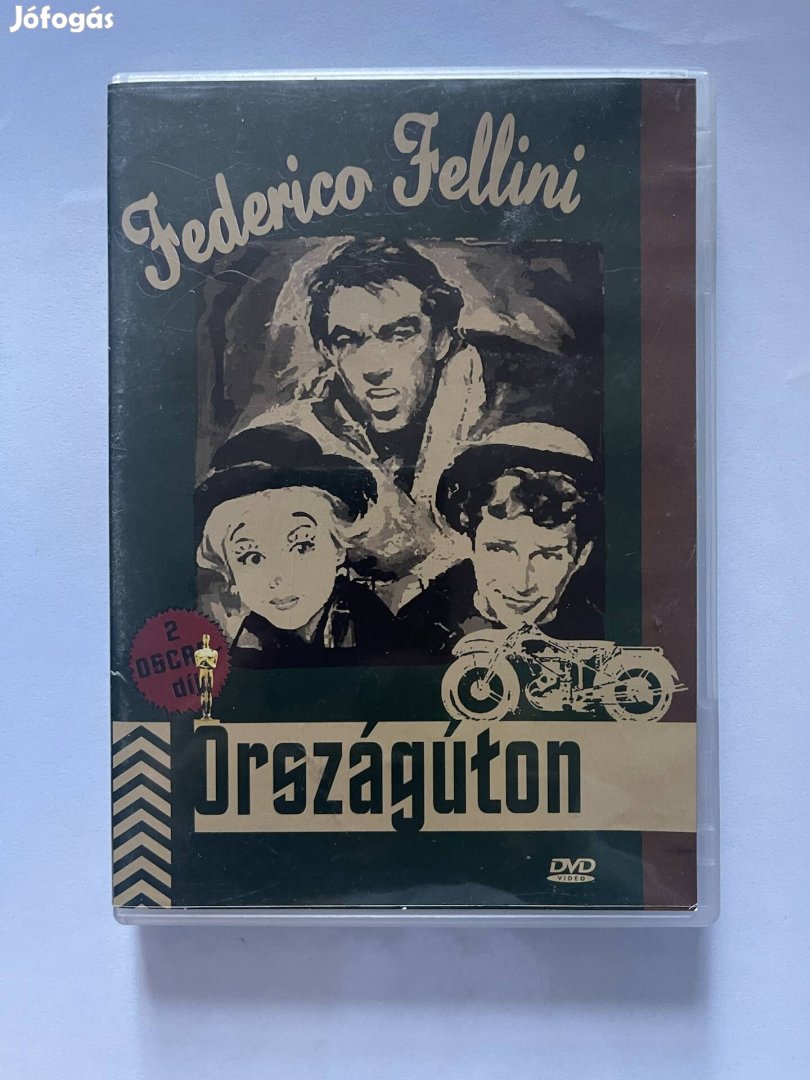 Jófogás
Federico Fellini
2
OSCAR
díj
Országúton
DVD
VIDEO